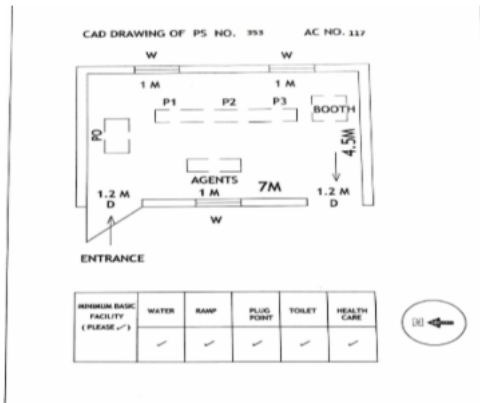 CAD DRAWING OF PS NO. 353 AC NO. 117
W W
1 M 1 M
P1 P2 P3
BOOTH
PO
4.5M
AGENTS
1.2 M 1 M 7M 1.2 M
D D
W
ENTRANCE
MINIMUM BASIC FACILITY ( PLEASE ✓ ) WATER RAMP PLUG POINT TOILET HEALTH CARE
✓ ✓ ✓ ✓ ✓
N